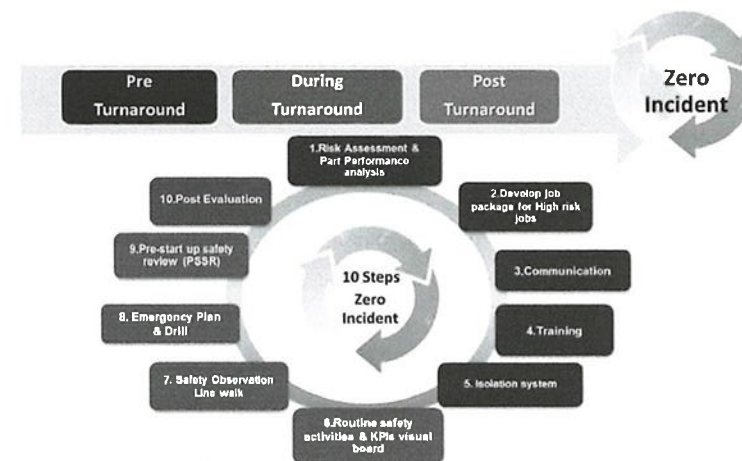 Pre
Turnaround
During
Turnaround
Post
Turnaround
Zero
Incident
1.Risk Assessment &
Part Performance
analysis
2.Develop job
package for High risk
jobs
3.Communication
4.Training
5. Isolation system
6.Routine safety
activities & KPIs visual
board
7. Safety Observation
Line walk
8. Emergency Plan
& Drill
9.Pre-start up safety
review (PSSR)
10.Post Evaluation
10 Steps
Zero
Incident